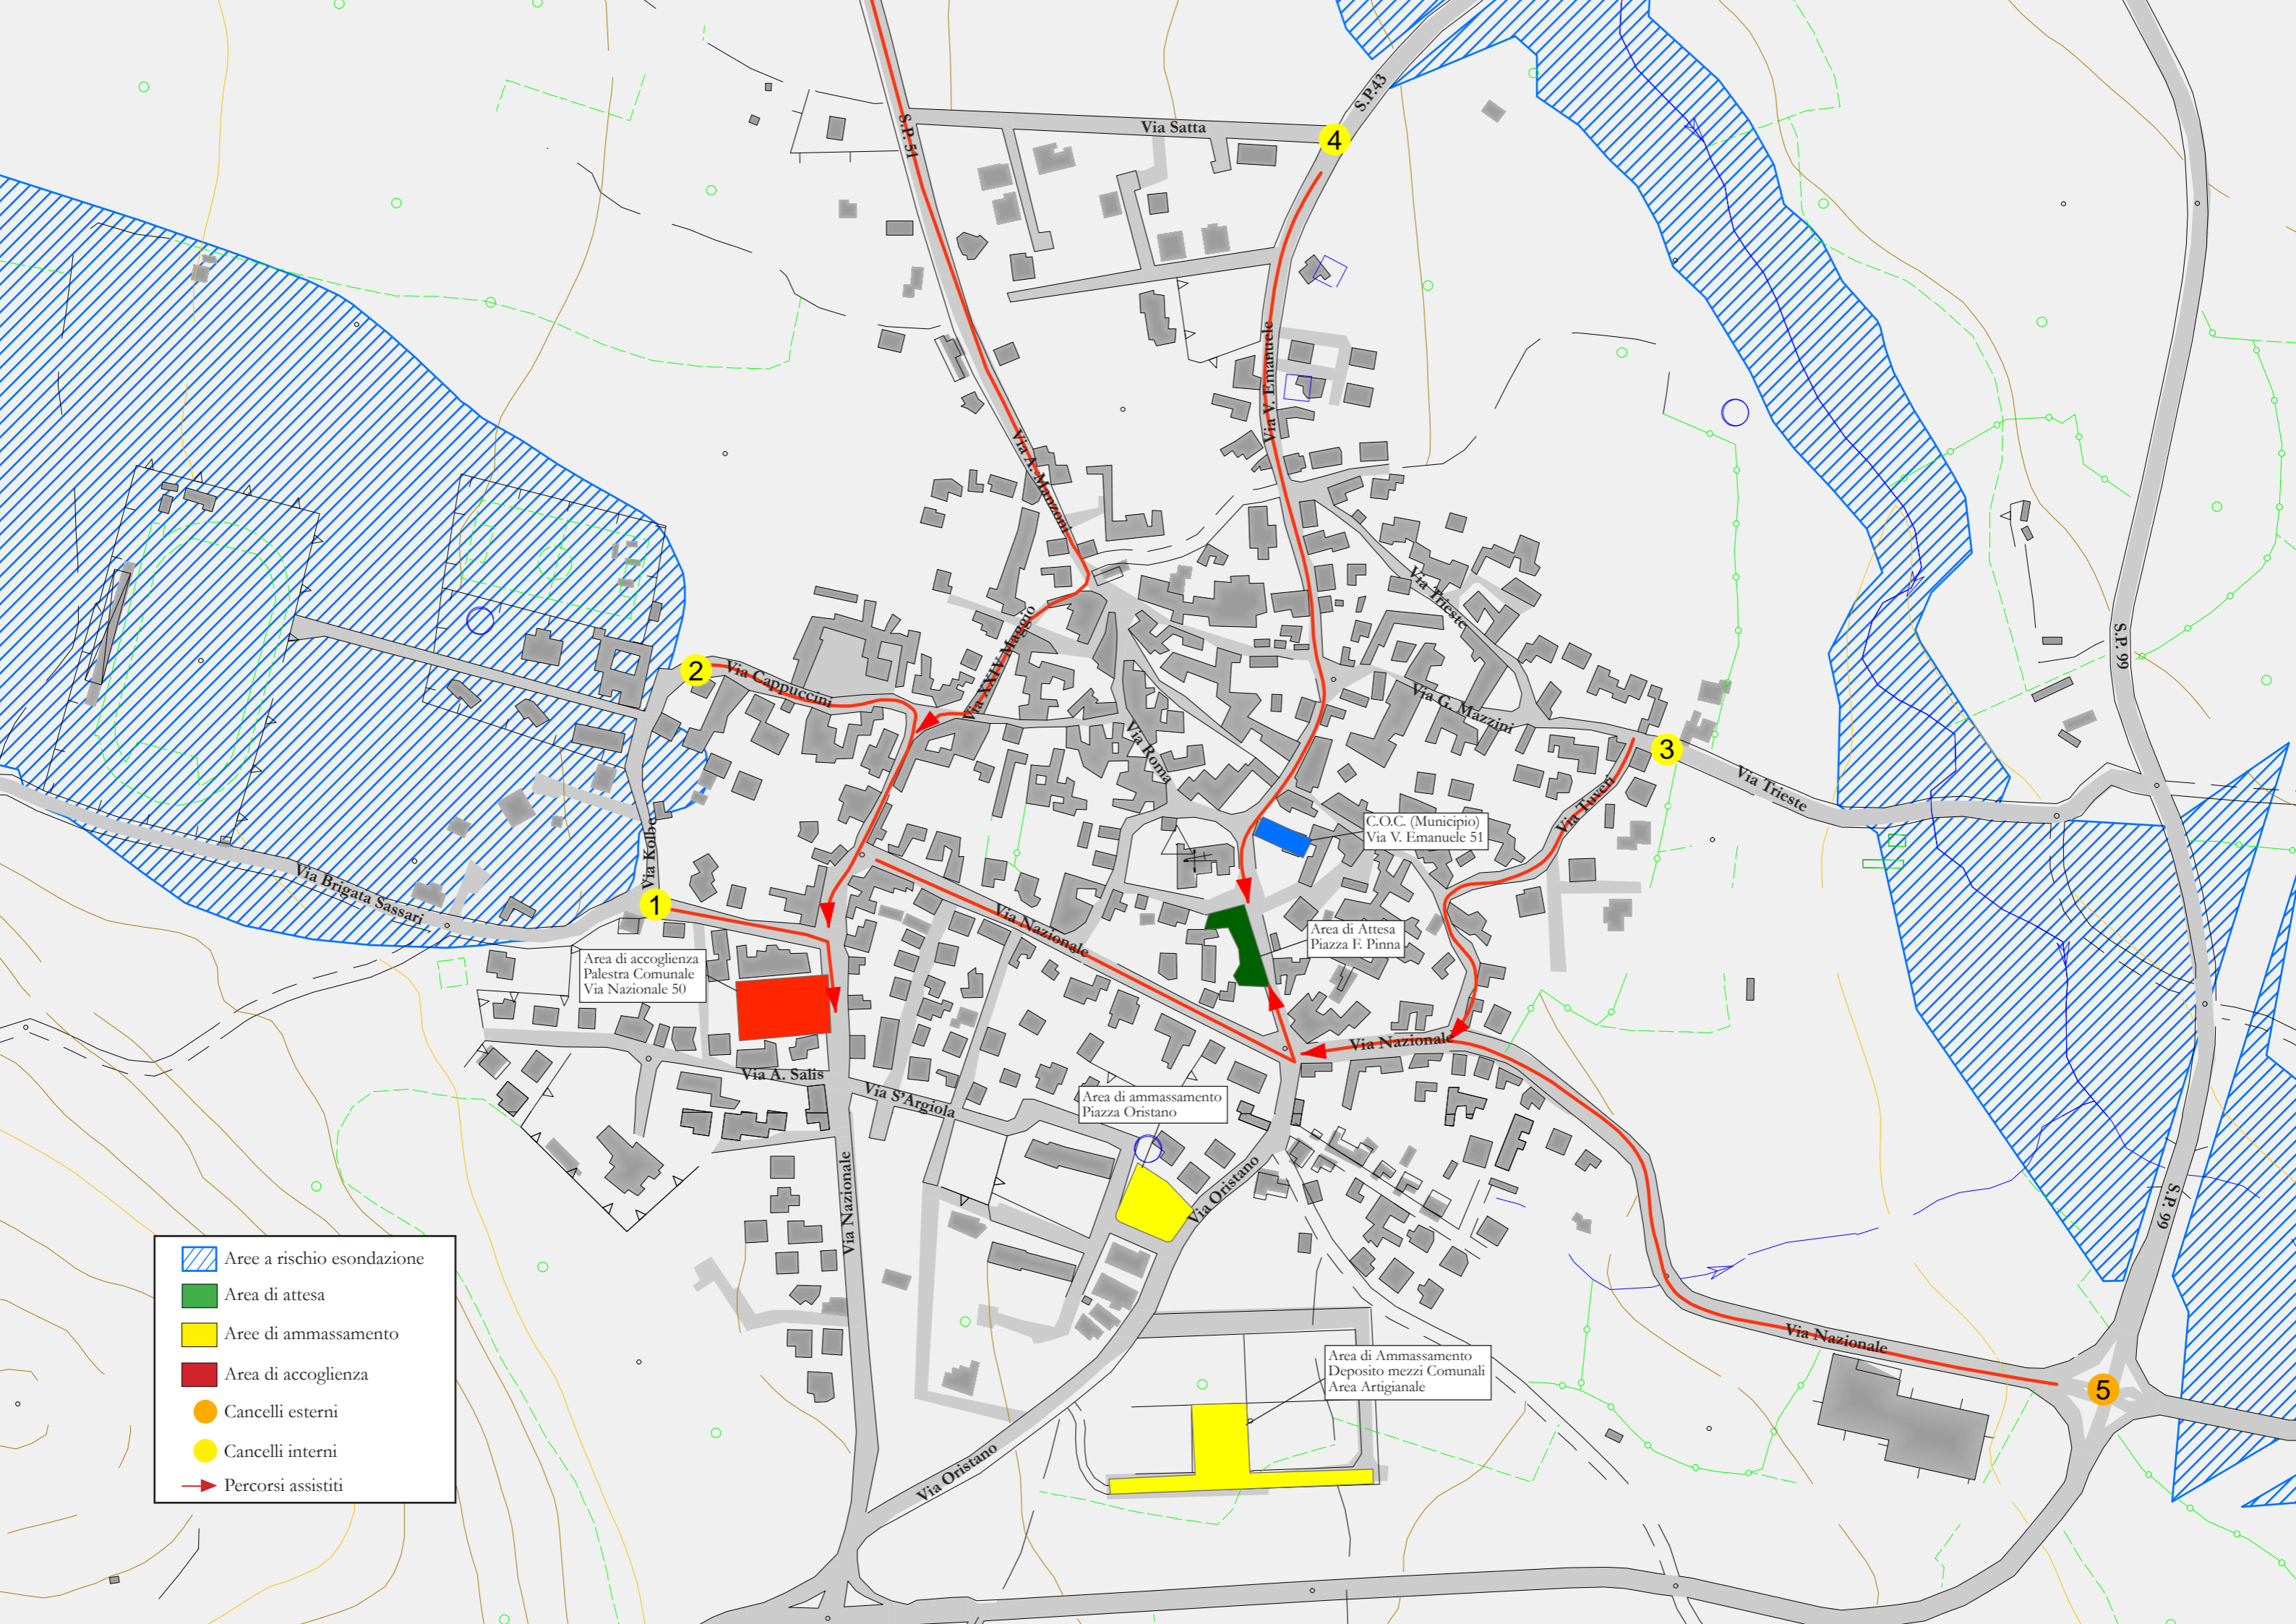 S.P.43
Via Satta
4
S.P. 51
Via V. Emanuele
Via A. Manzoni
Via Trieste
Via XXIV Maggio
S.P. 99
2
Via Cappuccini
Via G. Mazzini
3
Via Roma
Via Trieste
Via Tuveri
C.O.C. (Municipio)
Via V. Emanuele 51
Via Kolbe
Via Brigata Sassari
1
Via Nazionale
Area di Attesa
Piazza F. Pinna
Area di accoglienza
Palestra Comunale
Via Nazionale 50
Via Nazionale
Via A. Salis
Via S'Argiola
Area di ammassamento
Piazza Oristano
Via Nazionale
Via Oristano
S.P. 99
Aree a rischio esondazione
Area di attesa
Aree di ammassamento
Area di accoglienza
Cancelli esterni
Cancelli interni
Percorsi assistiti
Via Nazionale
Area di Ammassamento
Deposito mezzi Comunali
Area Artigianale
5
Via Oristano